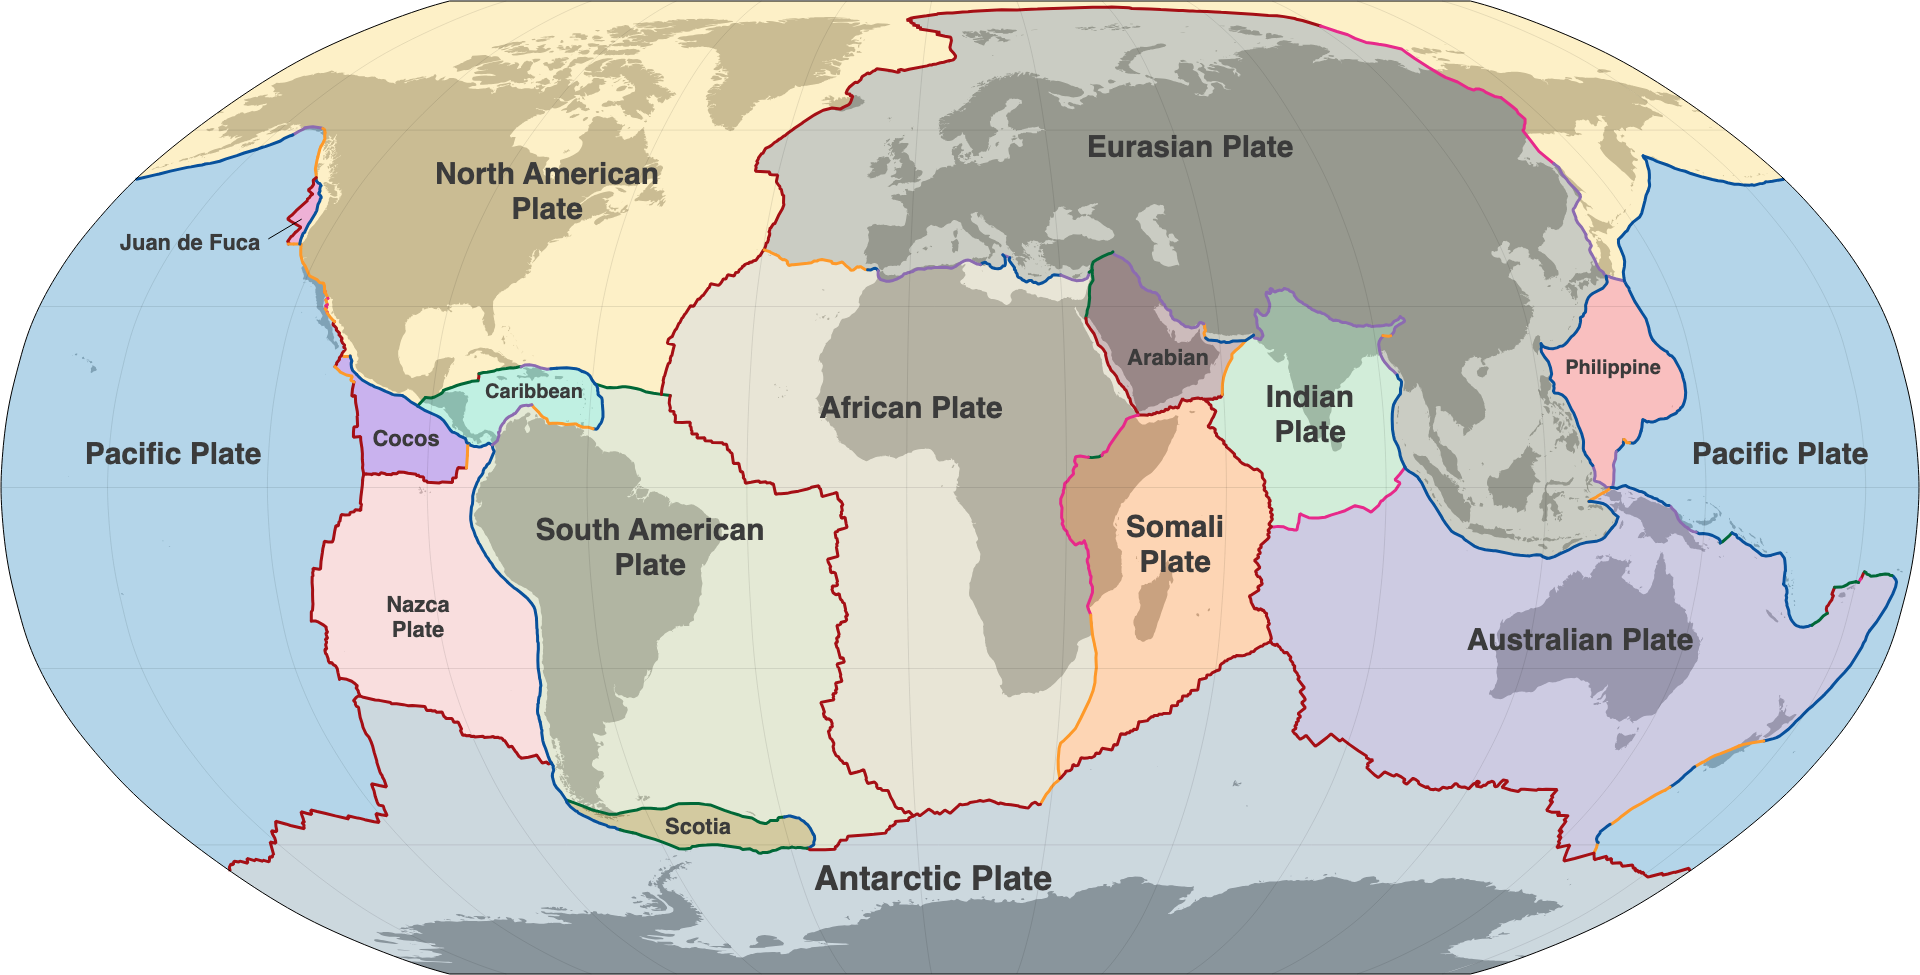 Eurasian Plate
North American
Plate
Juan de Fuca
Arabian
Philippine
Caribbean
Indian
Plate
African Plate
Cocos
Pacific Plate
Pacific Plate
South American
Plate
Somali
Plate
Nazca
Plate
Australian Plate
Scotia
Antarctic Plate